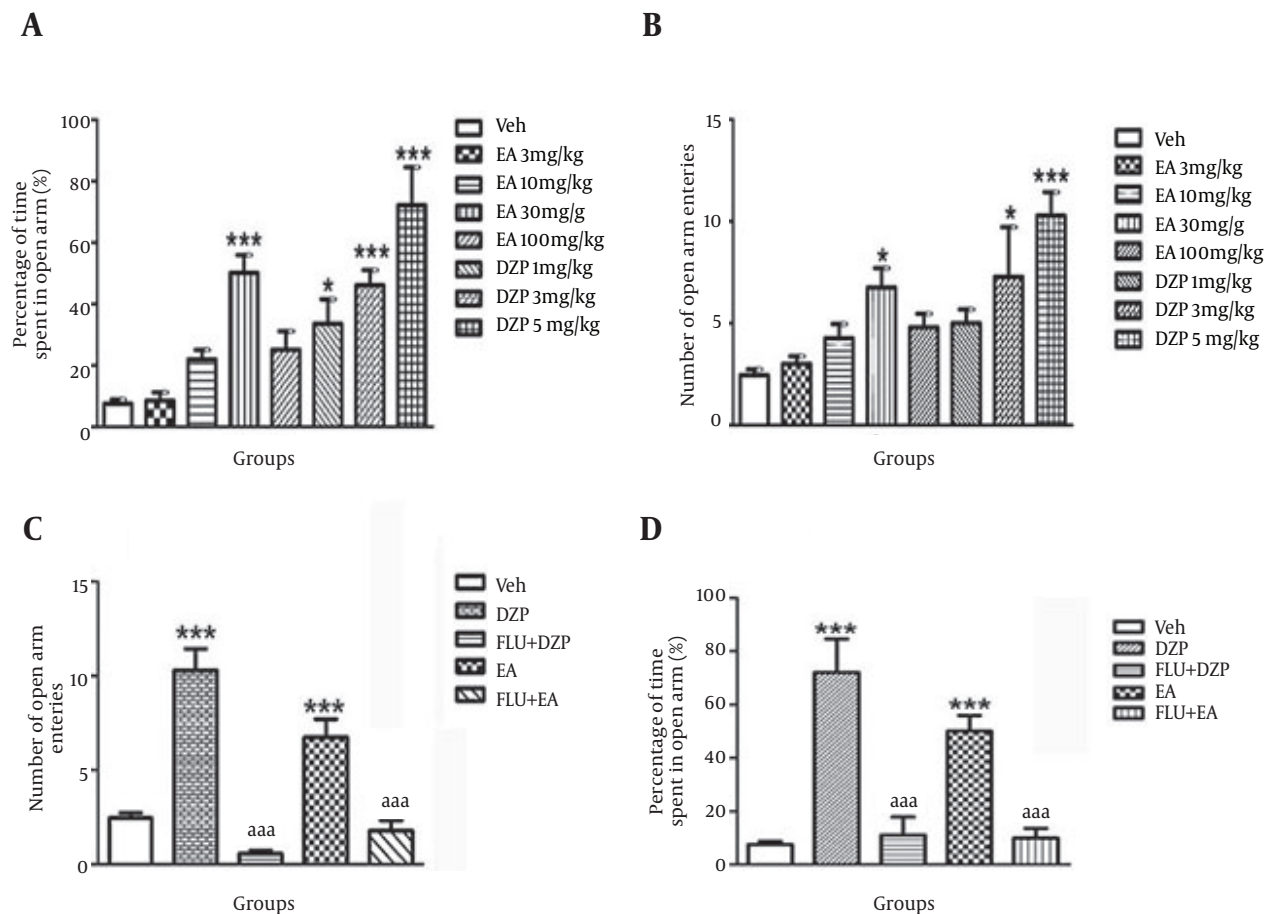 A
Percentage of time
spent in open arm (%)
100
80
60
40
20
0
***
*
***
***
Groups
Veh
EA 3mg/kg
EA 10mg/kg
EA 30mg/g
EA 100mg/kg
DZP 1mg/kg
DZP 3mg/kg
DZP 5 mg/kg
B
Number of open arm enteries
15
10
5
0
*
*
***
Groups
Veh
EA 3mg/kg
EA 10mg/kg
EA 30mg/g
EA 100mg/kg
DZP 1mg/kg
DZP 3mg/kg
DZP 5 mg/kg
C
Number of open arm
enteries
15
10
5
0
***
aaa
***
aaa
Groups
Veh
DZP
FLU+DZP
EA
FLU+EA
D
Percentage of time
spent in open arm (%)
100
80
60
40
20
0
***
aaa
***
aaa
Groups
Veh
DZP
FLU+DZP
EA
FLU+EA